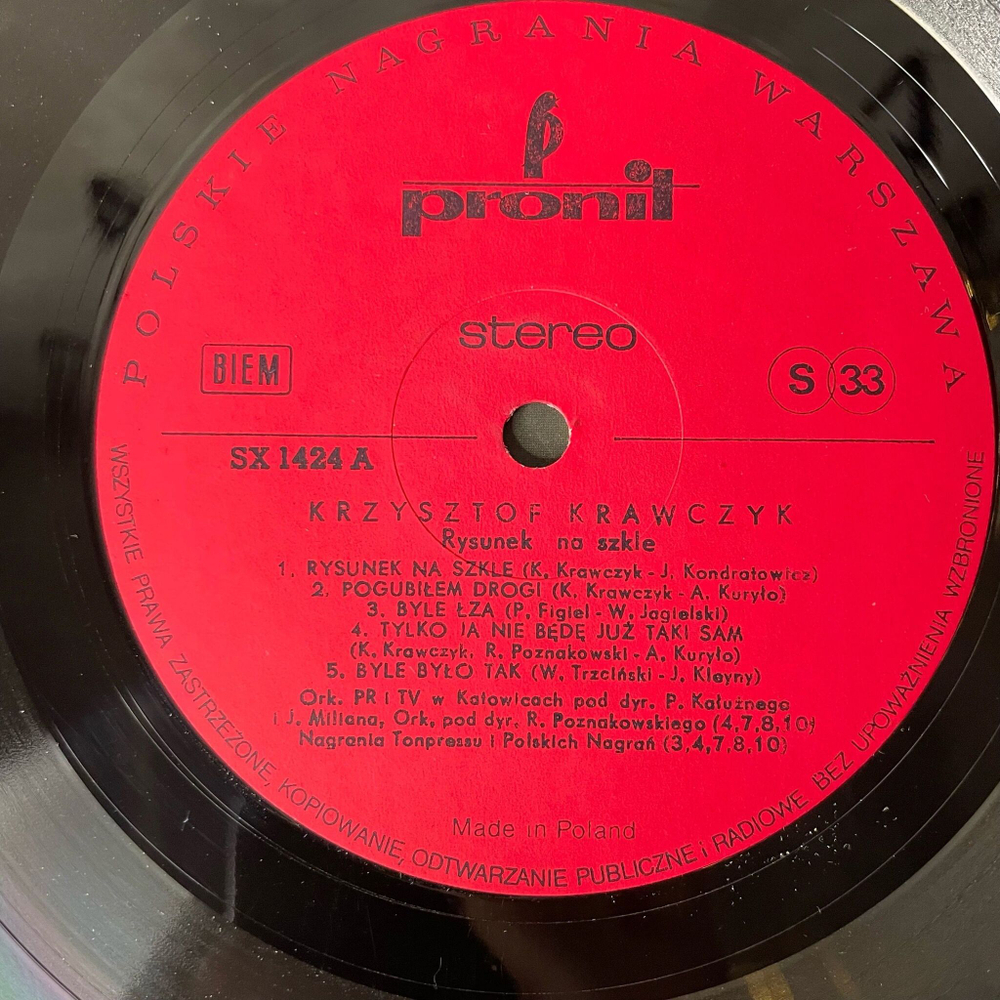 POLSKIE NAGRANIA WARSZAWA
pronit
stereo
BIEM
S 33
SX 1424 A
KRZYSZTOF KRAWCZYK
Rysunek na szkle
1. RYSUNEK NA SZKLE (K. Krawczyk - J. Kondratowicz)
2. POGUBIŁEM DROGI (K. Krawczyk - A. Kuryło)
3. BYLE ŁZA (P. Figiel - W. Jagielski)
4. TYLKO JA NIE BĘDĘ JUŻ TAKI SAM
(K. Krawczyk, R. Poznakowski - A. Kuryło)
5. BYLE BYŁO TAK (W. Trzciński - J. Kleyny)
Ork. PR i TV w Katowicach pod dyr. P. Kałużnego
i J. Miliana, Ork. pod dyr. R. Poznakowskiego (4,7,8,10)
Nagrania Tonpressu i Polskich Nagrań (3,4,7,8,10)
Made in Poland
WSZYSTKIE PRAWA ZASTRZEŻONE, KOPIOWANIE, ODTWARZANIE PUBLICZNE i RADIOWE BEZ UPOWAŻNIENIA WZBRONIONE